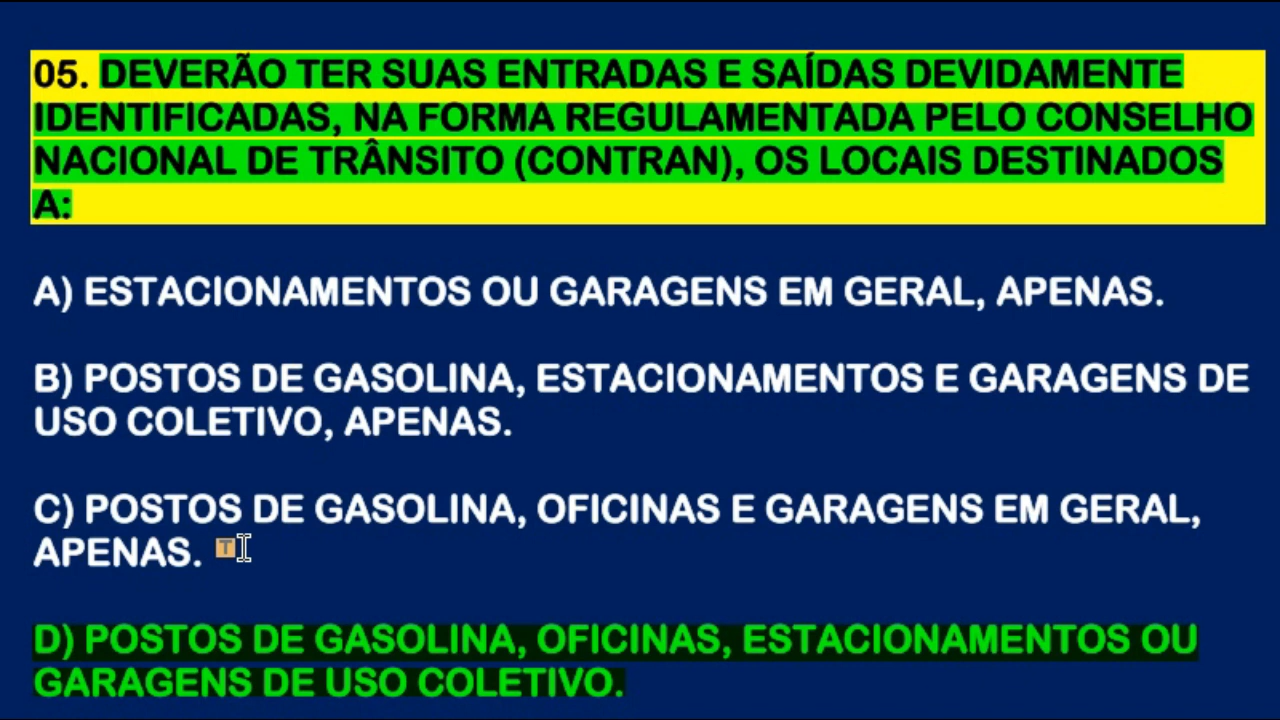 05. DEVERÃO TER SUAS ENTRADAS E SAÍDAS DEVIDAMENTE
IDENTIFICADAS, NA FORMA REGULAMENTADA PELO CONSELHO
NACIONAL DE TRÂNSITO (CONTRAN), OS LOCAIS DESTINADOS
A:
A) ESTACIONAMENTOS OU GARAGENS EM GERAL, APENAS.
B) POSTOS DE GASOLINA, ESTACIONAMENTOS E GARAGENS DE
USO COLETIVO, APENAS.
C) POSTOS DE GASOLINA, OFICINAS E GARAGENS EM GERAL,
APENAS. T
D) POSTOS DE GASOLINA, OFICINAS, ESTACIONAMENTOS OU
GARAGENS DE USO COLETIVO.